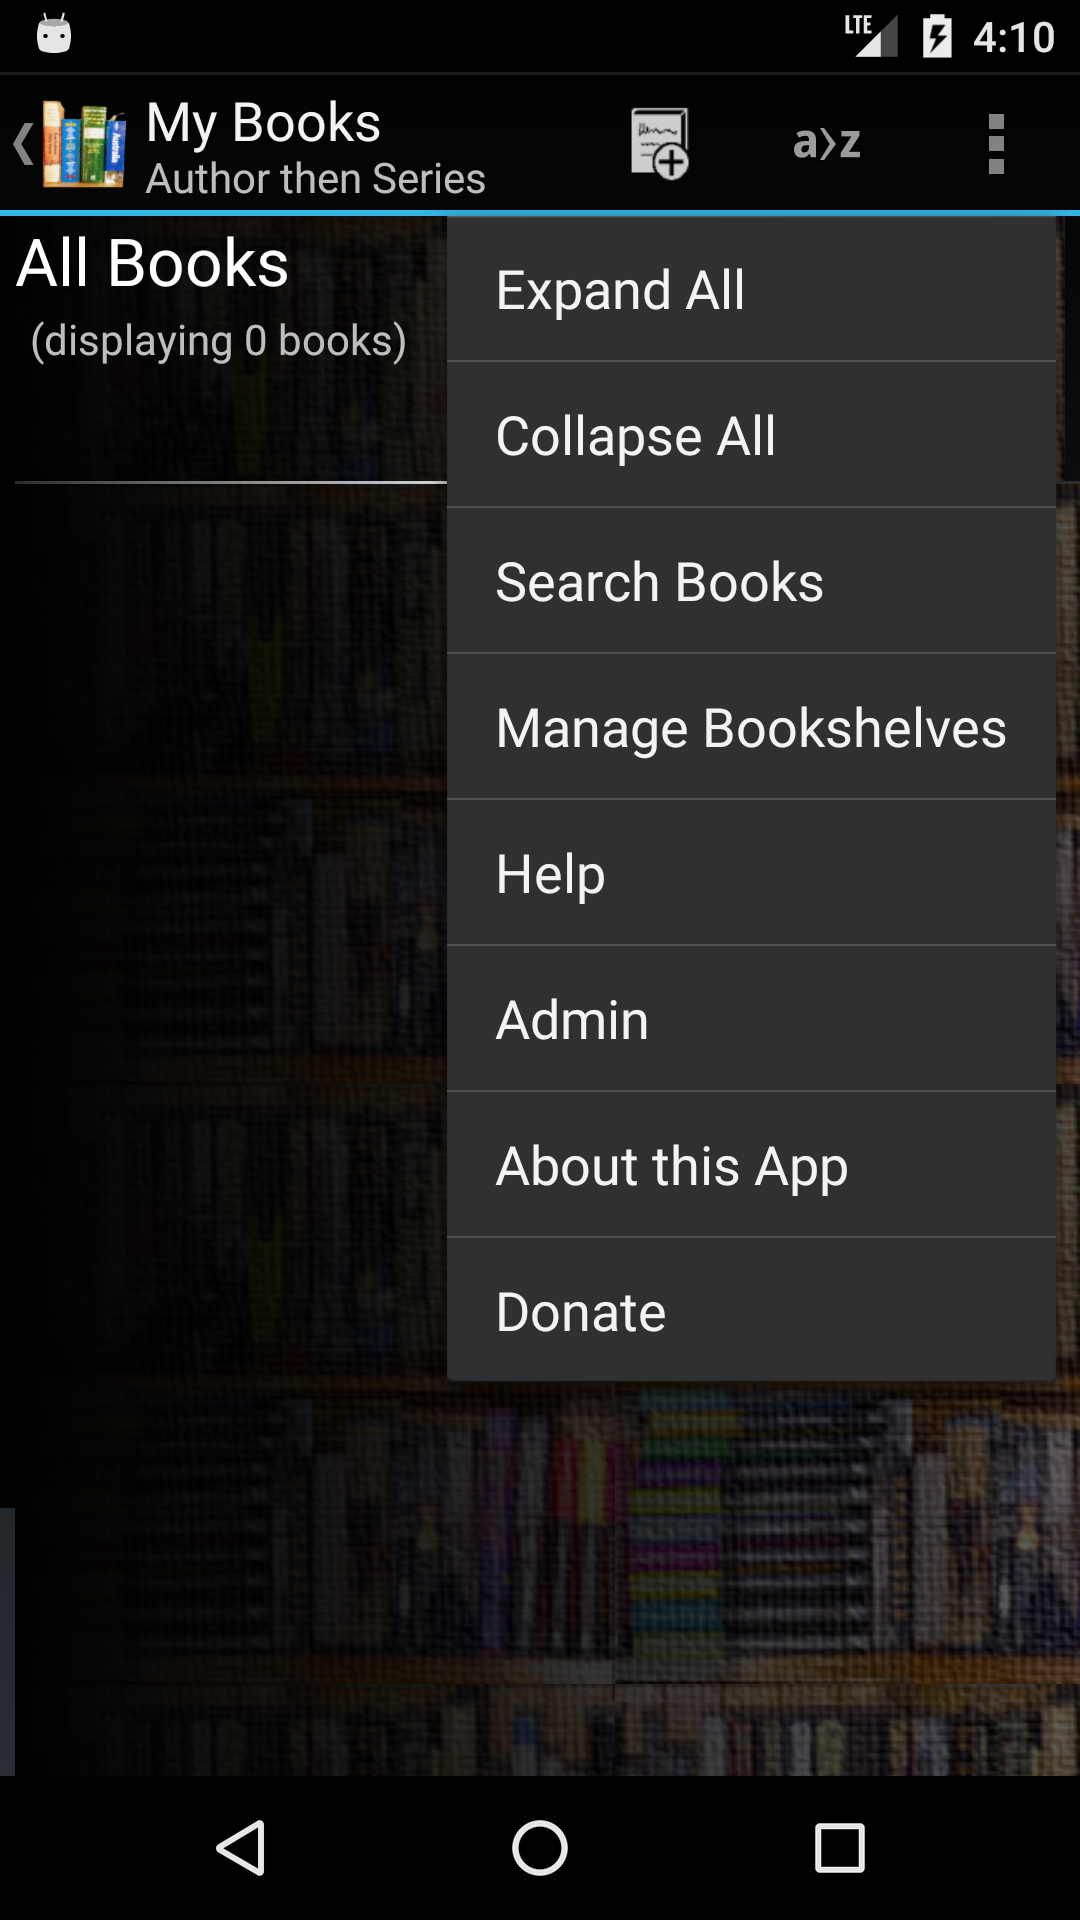 LTE 4:10
My Books
Author then Series
a›z
All Books
(displaying 0 books)
Expand All
Collapse All
Search Books
Manage Bookshelves
Help
Admin
About this App
Donate